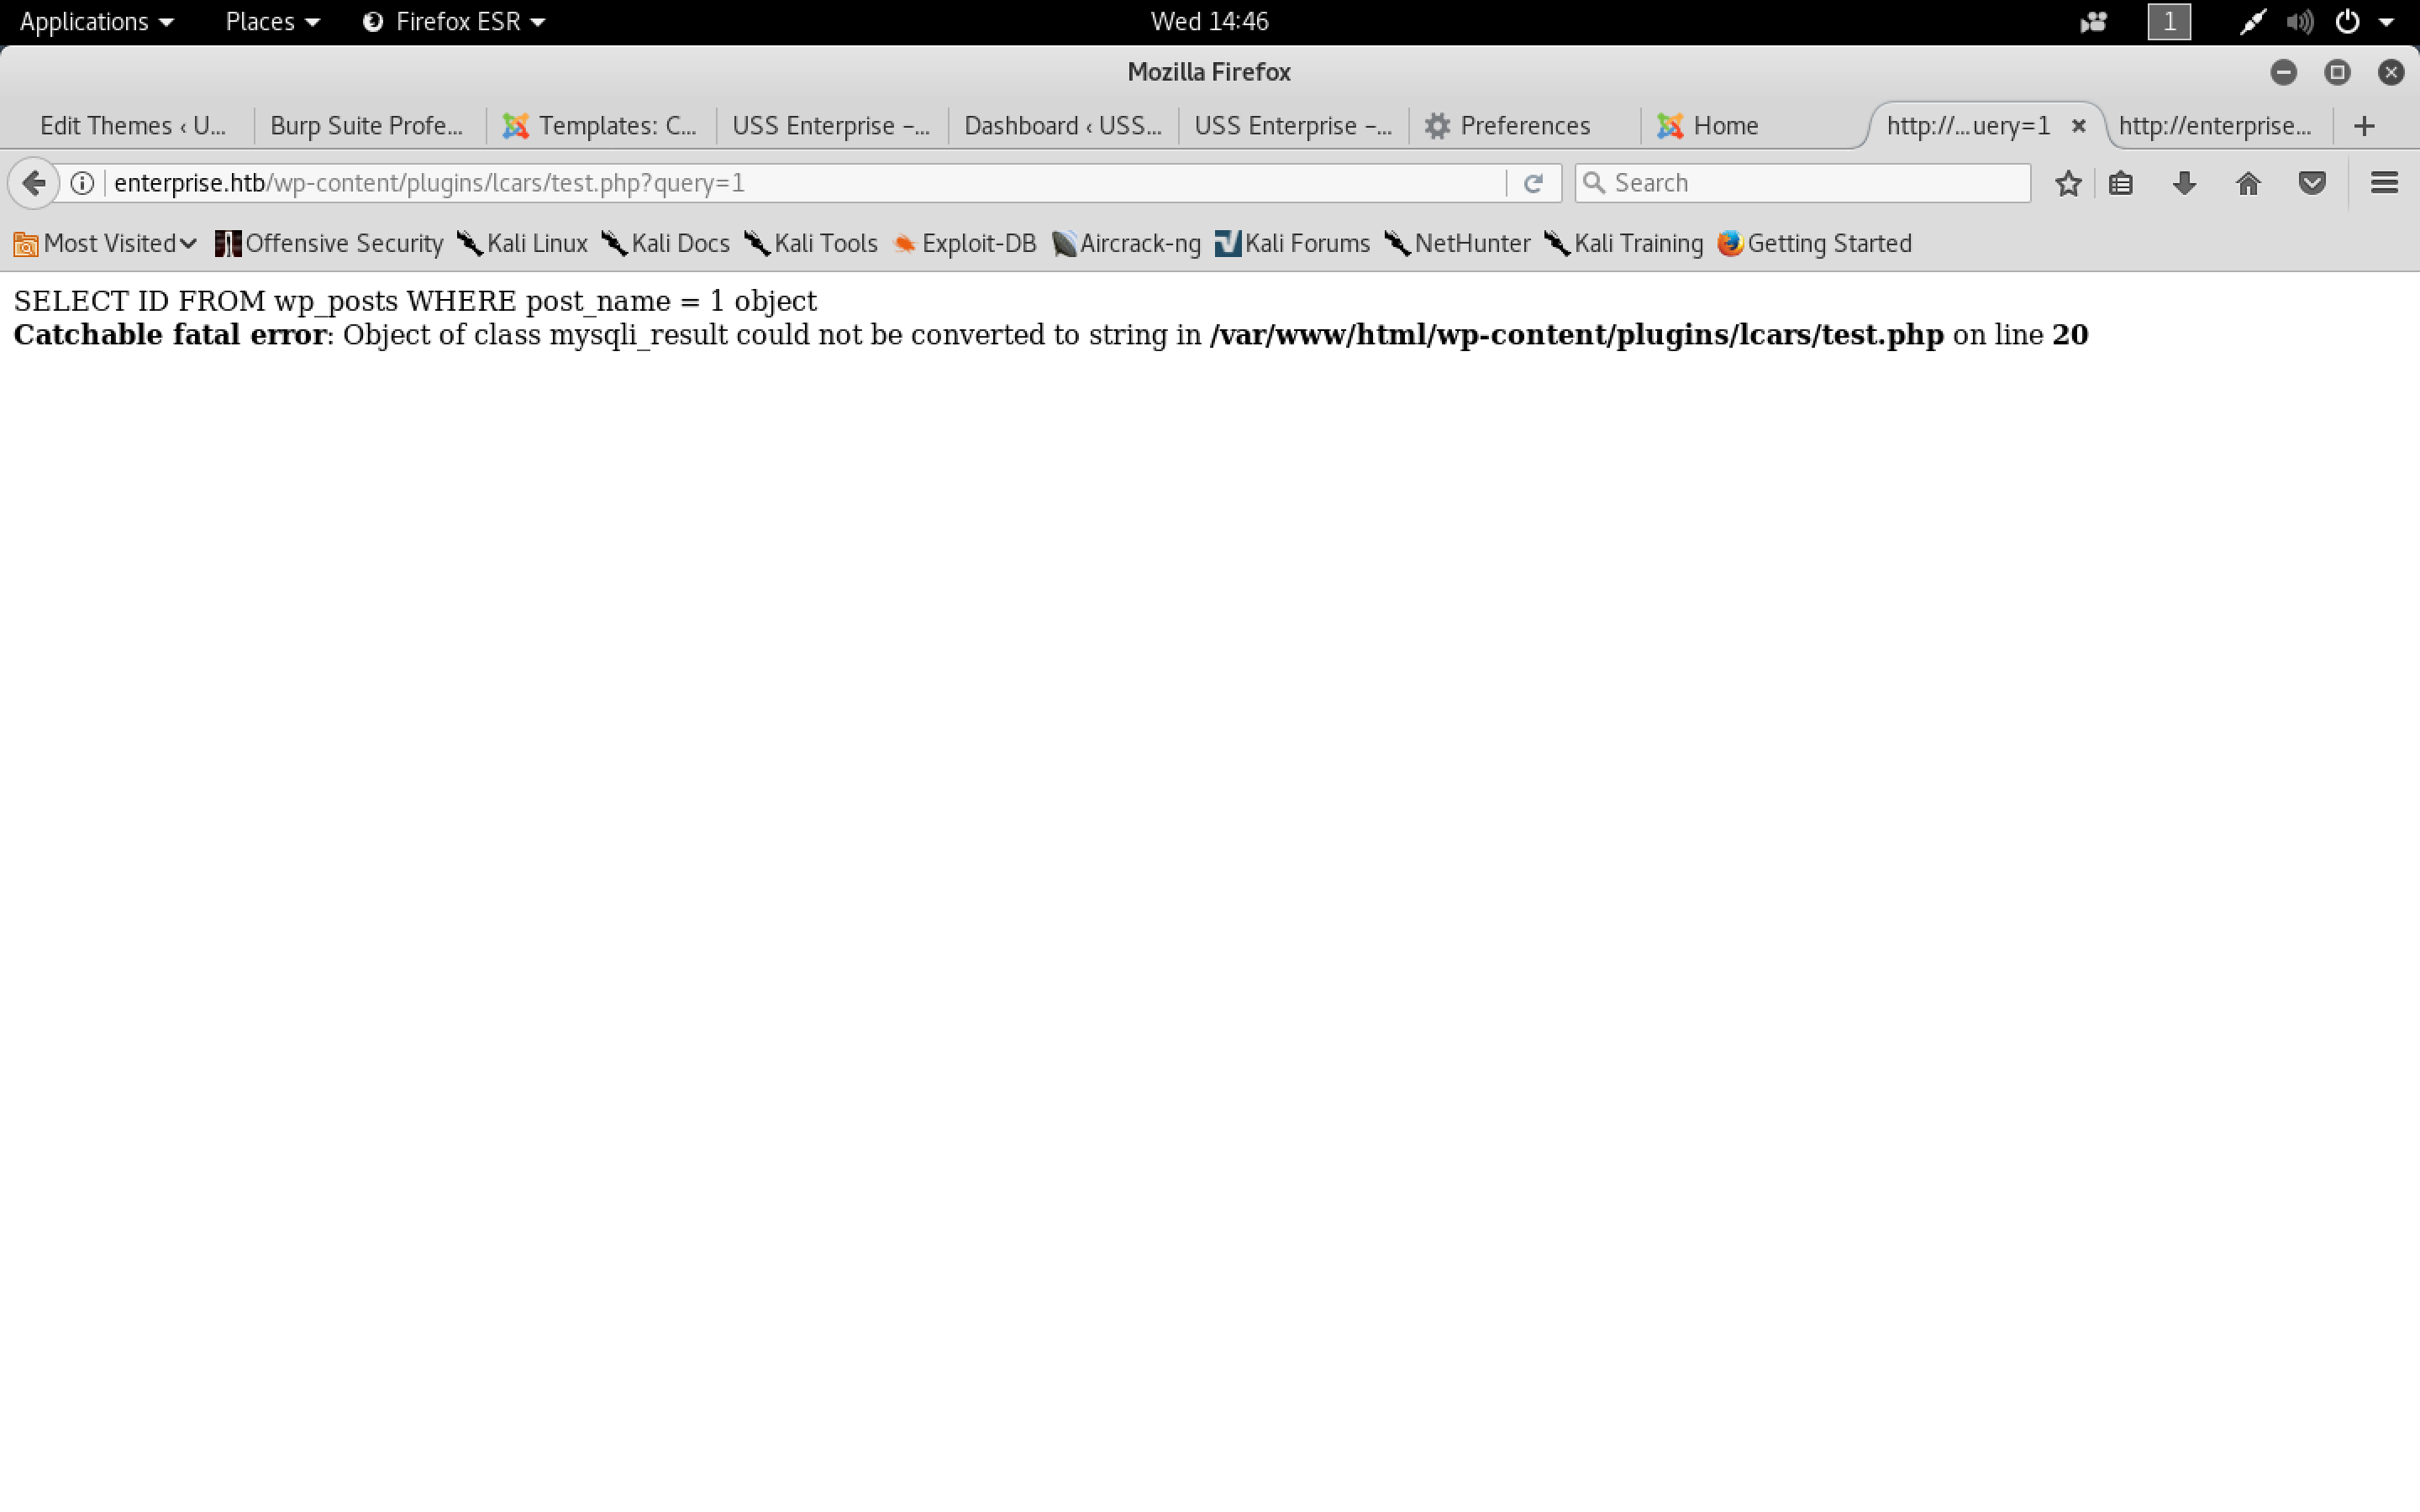 Applications Places Firefox ESR Wed 14:46 1
Mozilla Firefox
Edit Themes ‹ U... Burp Suite Profe... Templates: C... USS Enterprise –... Dashboard ‹ USS... USS Enterprise –... Preferences Home http://...uery=1 http://enterprise...
enterprise.htb/wp-content/plugins/lcars/test.php?query=1 Search
Most Visited Offensive Security Kali Linux Kali Docs Kali Tools Exploit-DB Aircrack-ng Kali Forums NetHunter Kali Training Getting Started
SELECT ID FROM wp_posts WHERE post_name = 1 object
Catchable fatal error: Object of class mysqli_result could not be converted to string in /var/www/html/wp-content/plugins/lcars/test.php on line 20